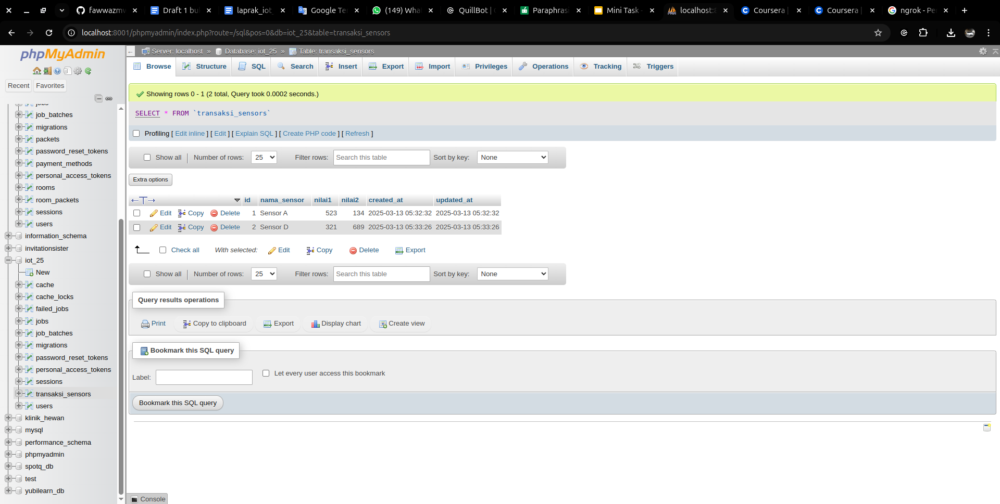 fawwazmw
Draft 1 bu
laprak_iot_
Google Te
(149) Wha
QuillBot |
Paraphrasi
Mini Task -
localhost:8
Coursera |
Coursera |
ngrok - Pe
localhost:8001/phpmyadmin/index.php?route=/sql&pos=0&db=iot_25&table=transaksi_sensors
phpMyAdmin
Recent
Favorites
jobs
job_batches
migrations
packets
password_reset_tokens
payment_methods
personal_access_tokens
rooms
room_packets
sessions
users
information_schema
invitationsister
iot_25
New
cache
cache_locks
failed_jobs
jobs
job_batches
migrations
password_reset_tokens
personal_access_tokens
sessions
transaksi_sensors
users
klinik_hewan
mysql
performance_schema
phpmyadmin
spotq_db
test
yubilearn_db
Server: localhost » Database: iot_25 » Table: transaksi_sensors
Browse Structure SQL Search Insert Export Import Privileges Operations Tracking Triggers
Showing rows 0 - 1 (2 total, Query took 0.0002 seconds.)
SELECT * FROM `transaksi_sensors`
Profiling [ Edit inline ] [ Edit ] [ Explain SQL ] [ Create PHP code ] [ Refresh ]
Show all Number of rows: 25 Filter rows: Search this table Sort by key: None
Extra options
id nama_sensor nilai1 nilai2 created_at updated_at
Edit Copy Delete 1 Sensor A 523 134 2025-03-13 05:32:32 2025-03-13 05:32:32
Edit Copy Delete 2 Sensor D 321 689 2025-03-13 05:33:26 2025-03-13 05:33:26
Check all With selected: Edit Copy Delete Export
Show all Number of rows: 25 Filter rows: Search this table Sort by key: None
Query results operations
Print Copy to clipboard Export Display chart Create view
Bookmark this SQL query
Label: Let every user access this bookmark
Bookmark this SQL query
Console